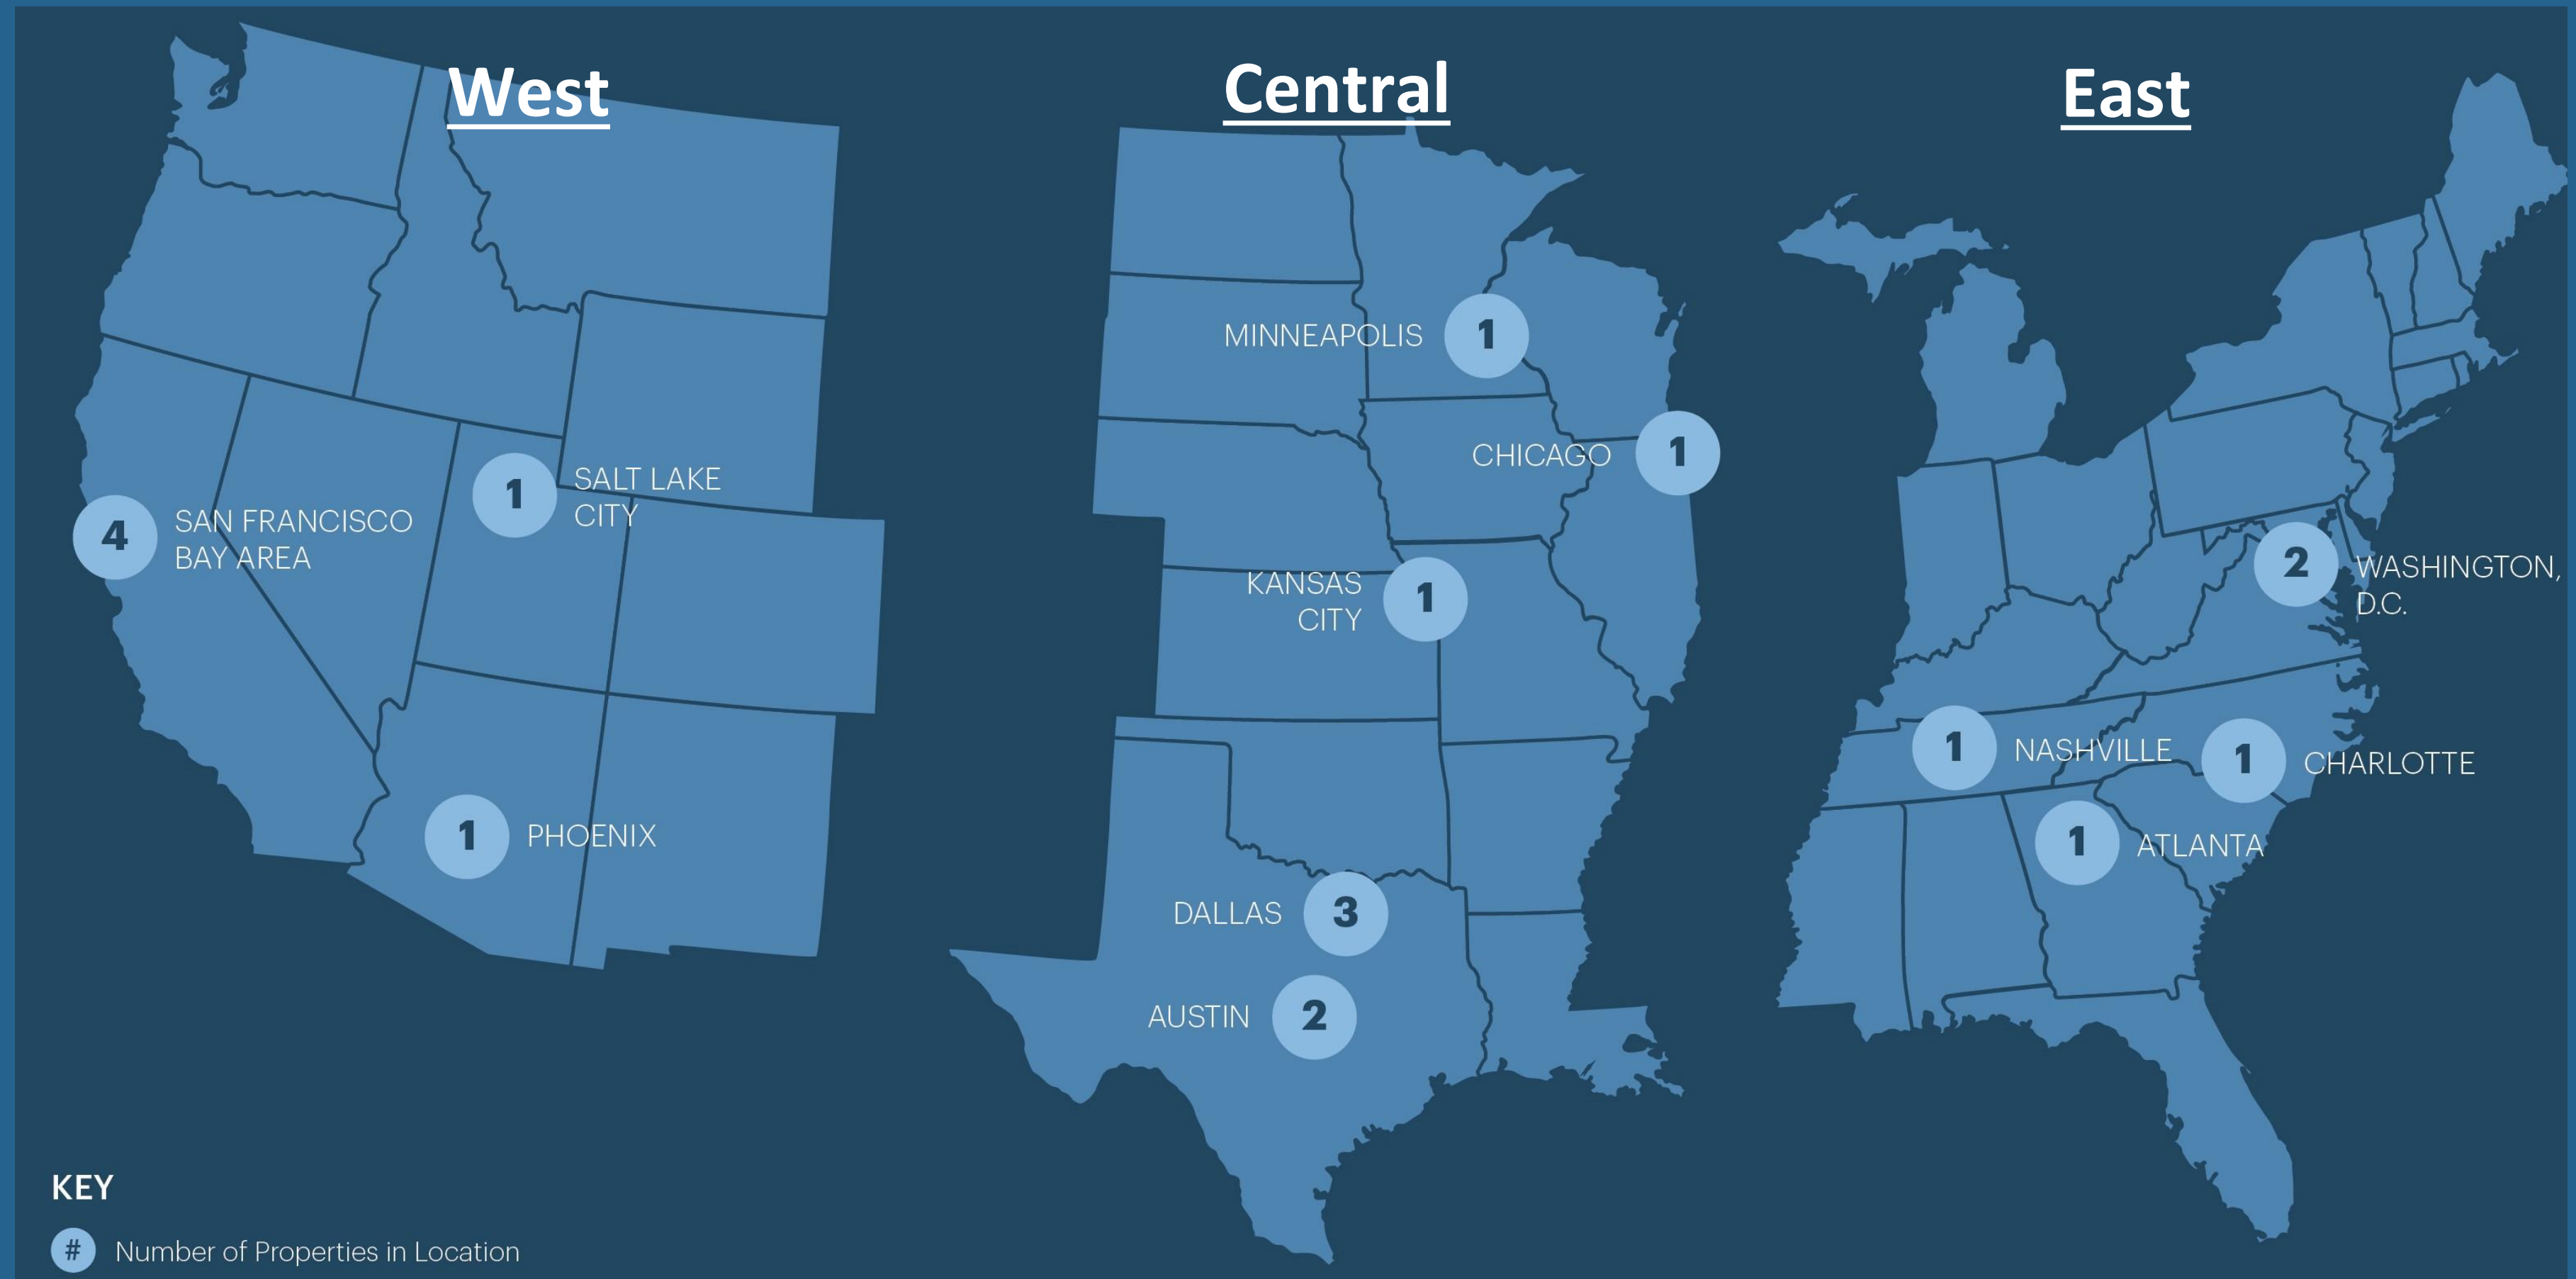 West
4
SAN FRANCISCO
BAY AREA
1
SALT LAKE
CITY
1
PHOENIX
Central
MINNEAPOLIS
1
CHICAGO
1
KANSAS
CITY
1
DALLAS
3
AUSTIN
2
East
2
WASHINGTON,
D.C.
1
NASHVILLE
1
CHARLOTTE
1
ATLANTA
KEY
# Number of Properties in Location